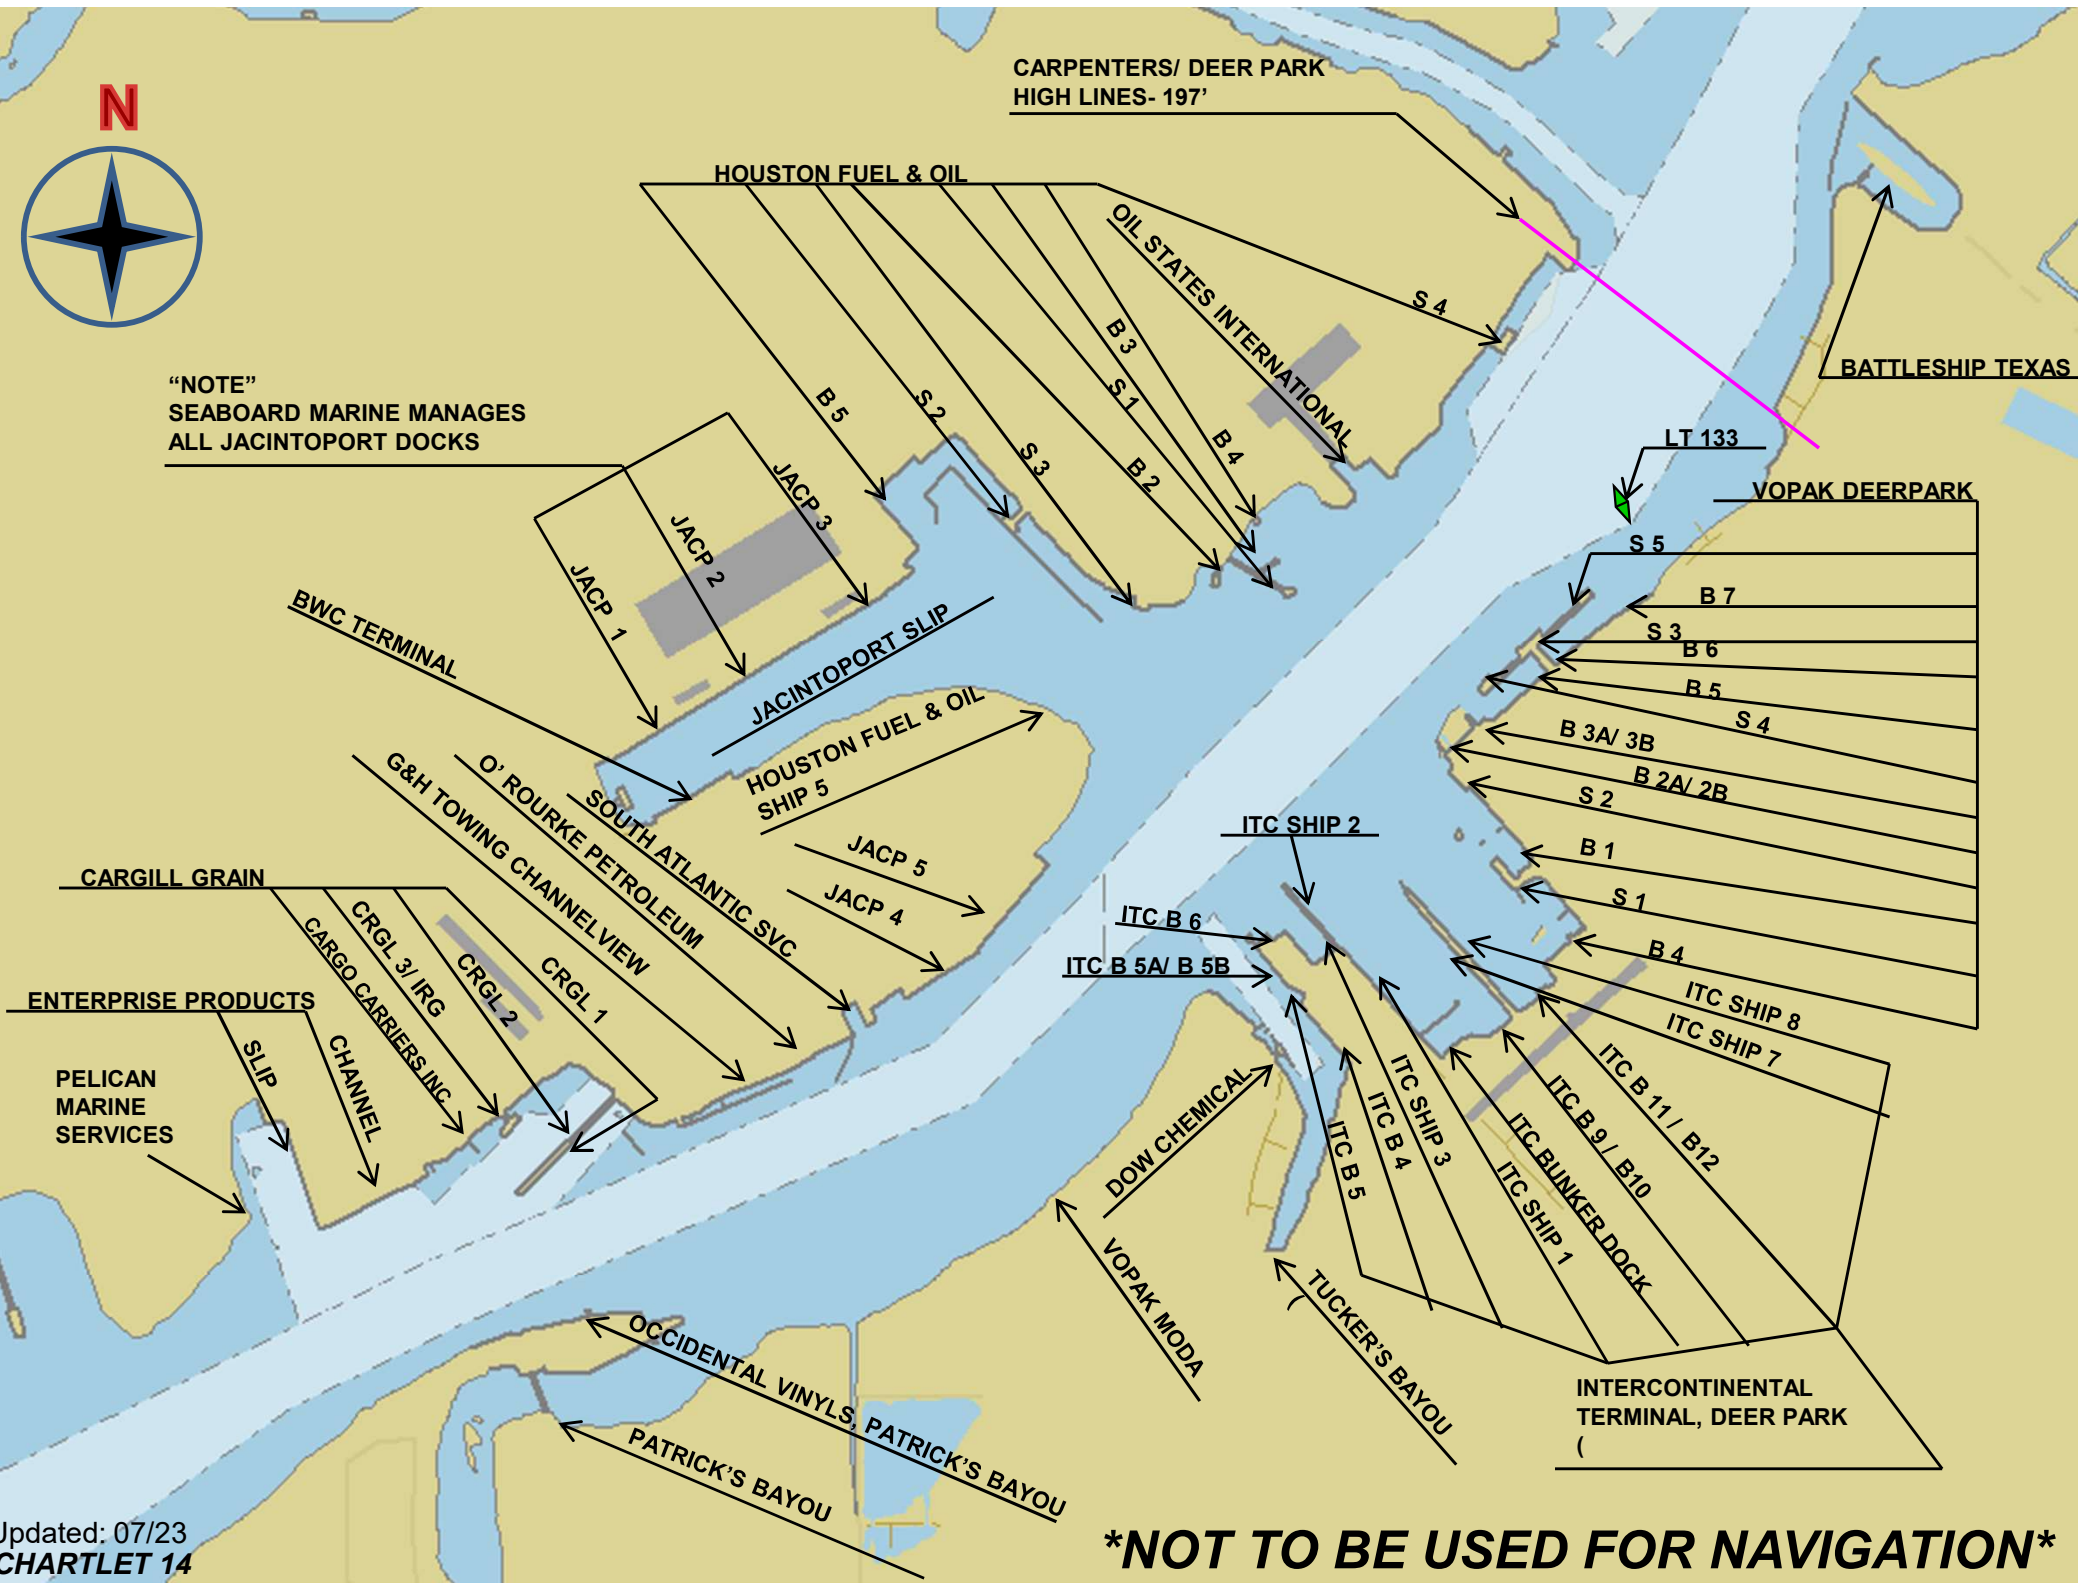 CARPENTERS/ DEER PARK
HIGH LINES- 197’
N
HOUSTON FUEL & OIL
OIL STATES INTERNATIONAL
S 4
B 3
S 1
B 4
B 5
S 2
S 3
B 2
BATTLESHIP TEXAS
“NOTE”
SEABOARD MARINE MANAGES
ALL JACINTOPORT DOCKS
LT 133
JACP 3
JACP 2
JACP 1
VOPAK DEERPARK
S 5
B 7
S 3
B 6
B 5
S 4
B 3A/ 3B
B 2A/ 2B
S 2
B 1
S 1
B 4
BWC TERMINAL
JACINTOPORT SLIP
HOUSTON FUEL & OIL
SHIP 5
G&H TOWING CHANNELVIEW
O’ ROURKE PETROLEUM
SOUTH ATLANTIC SVC
JACP 5
JACP 4
ITC SHIP 2
ITC B 6
ITC B 5A/ B 5B
CARGILL GRAIN
CARGO CARRIERS INC
CRGL 3/ IRG
CRGL 2
CRGL 1
ENTERPRISE PRODUCTS
SLIP
CHANNEL
PELICAN
MARINE
SERVICES
ITC SHIP 8
ITC SHIP 7
ITC B 11 / B12
ITC B 9 / B10
ITC BUNKER DOCK
ITC SHIP 1
ITC SHIP 3
ITC B 4
ITC B 5
DOW CHEMICAL
VOPAK MODA
TUCKER’S BAYOU
(
OCCIDENTAL VINYLS, PATRICK’S BAYOU
PATRICK’S BAYOU
INTERCONTINENTAL
TERMINAL, DEER PARK
(
Updated: 07/23
CHARTLET 14
*NOT TO BE USED FOR NAVIGATION*